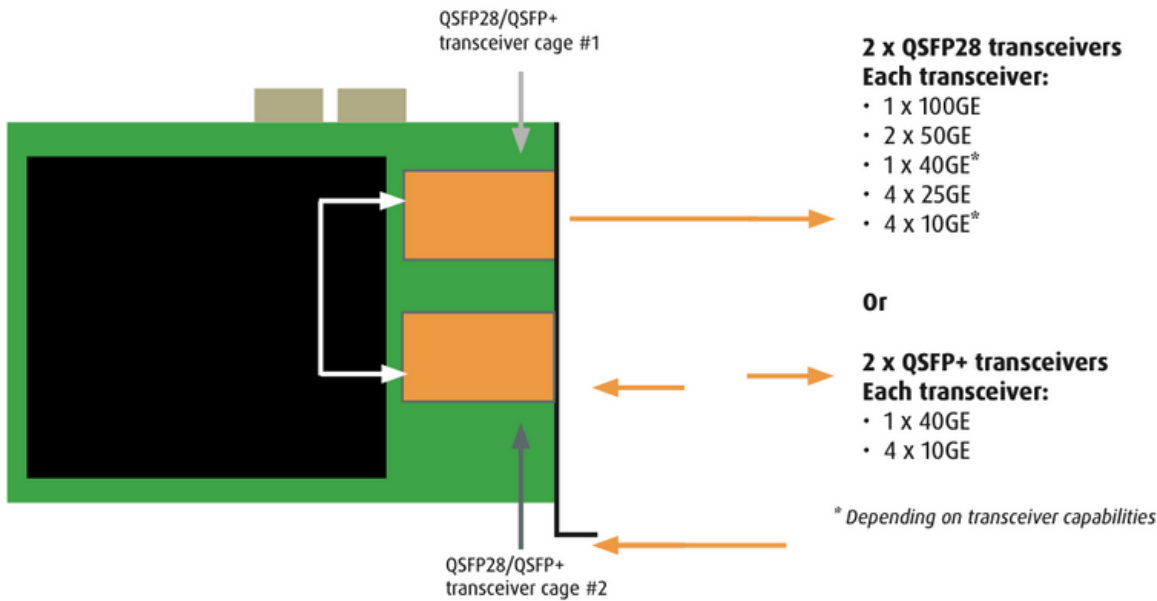 QSFP28/QSFP+
transceiver cage #1
2 x QSFP28 transceivers
Each transceiver:
• 1 x 100GE
• 2 x 50GE
• 1 x 40GE*
• 4 x 25GE
• 4 x 10GE*
Or
2 x QSFP+ transceivers
Each transceiver:
• 1 x 40GE
• 4 x 10GE
* Depending on transceiver capabilities
QSFP28/QSFP+
transceiver cage #2